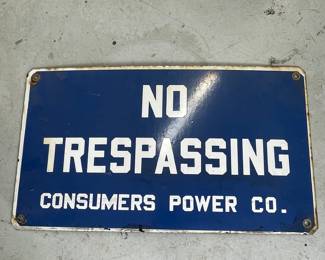 NO
TRESPASSING
CONSUMERS POWER CO.